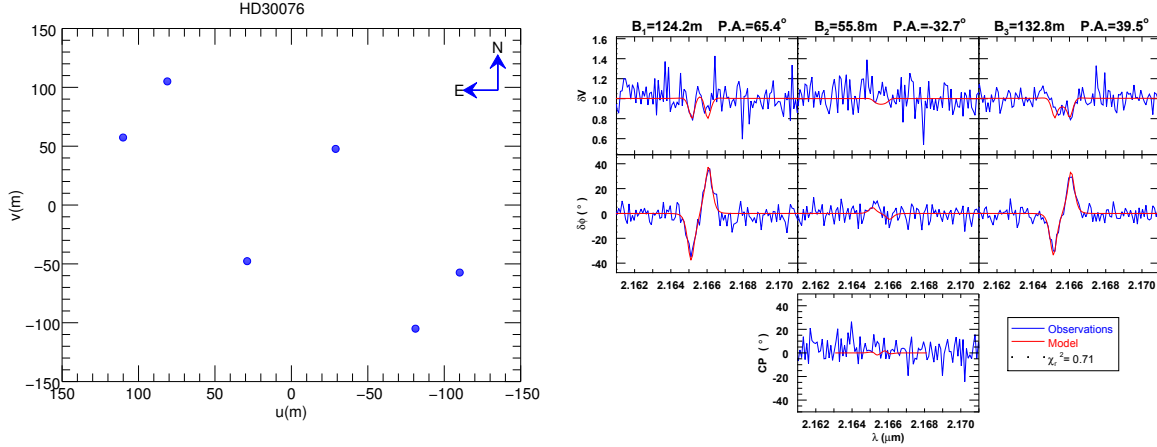 HD30076
N
E
v(m)
150
100
50
0
−50
−100
−150
150 100 50 0 −50 −100 −150
u(m)
B₁=124.2m P.A.=65.4° B₂=55.8m P.A.=-32.7° B₃=132.8m P.A.=39.5°
δV
1.6
1.4
1.2
1.0
0.8
0.6
δφ (°)
40
20
0
-20
-40
2.162 2.164 2.166 2.168 2.170 2.162 2.164 2.166 2.168 2.170 2.162 2.164 2.166 2.168 2.170
CP (°)
40
20
0
-20
-40
2.162 2.164 2.166 2.168 2.170
λ (μm)
Observations
Model
χᵣ²= 0.71